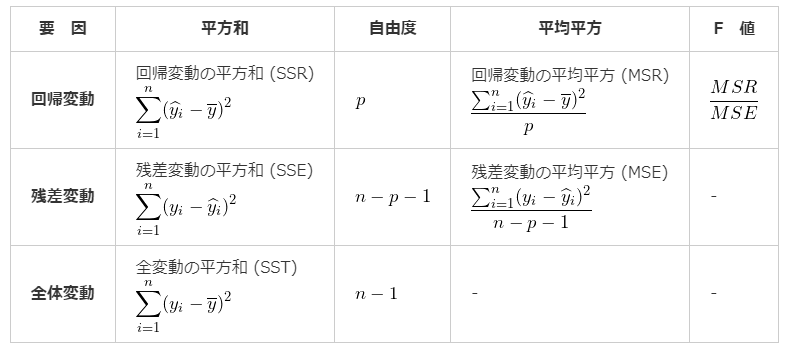 要　因 平方和 自由度 平均平方 F　値
回帰変動
回帰変動の平方和 (SSR)
$\sum_{i=1}^{n}(\widehat{y}_i - \overline{y})^2$
$p$
回帰変動の平均平方 (MSR)
$\frac{\sum_{i=1}^{n}(\widehat{y}_i - \overline{y})^2}{p}$
$\frac{MSR}{MSE}$
残差変動
残差変動の平方和 (SSE)
$\sum_{i=1}^{n}(y_i - \widehat{y}_i)^2$
$n - p - 1$
残差変動の平均平方 (MSE)
$\frac{\sum_{i=1}^{n}(y_i - \widehat{y}_i)^2}{n - p - 1}$
-
全体変動
全変動の平方和 (SST)
$\sum_{i=1}^{n}(y_i - \overline{y})^2$
$n - 1$
-
-